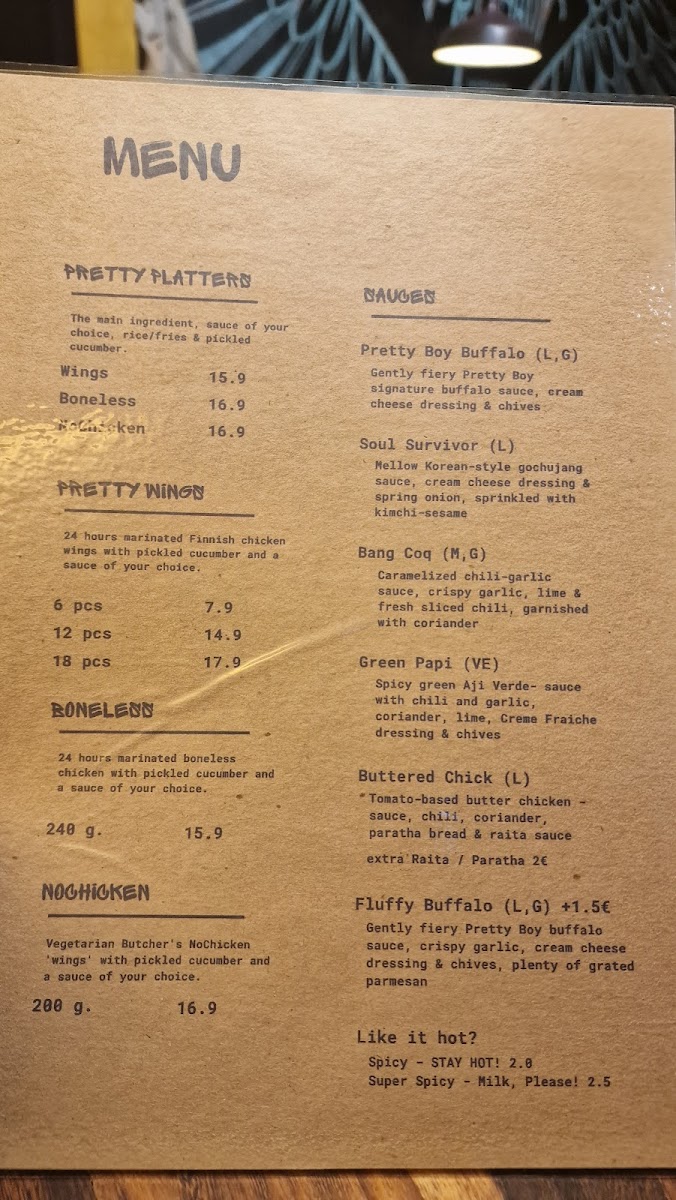 MENU
PRETTY PLATTERS
The main ingredient, sauce of your
choice, rice/fries & pickled
cucumber.
Wings 15.9
Boneless 16.9
NoChicken 16.9
PRETTY WINGS
24 hours marinated Finnish chicken
wings with pickled cucumber and a
sauce of your choice.
6 pcs 7.9
12 pcs 14.9
18 pcs 17.9
BONELESS
24 hours marinated boneless
chicken with pickled cucumber and
a sauce of your choice.
240 g. 15.9
NOCHICKEN
Vegetarian Butcher's NoChicken
'wings' with pickled cucumber and
a sauce of your choice.
200 g. 16.9
SAUCES
Pretty Boy Buffalo (L,G)
Gently fiery Pretty Boy
signature buffalo sauce, cream
cheese dressing & chives
Soul Survivor (L)
Mellow Korean-style gochujang
sauce, cream cheese dressing &
spring onion, sprinkled with
kimchi-sesame
Bang Coq (M,G)
Caramelized chili-garlic
sauce, crispy garlic, lime &
fresh sliced chili, garnished
with coriander
Green Papi (VE)
Spicy green Aji Verde- sauce
with chili and garlic,
coriander, lime, Creme Fraiche
dressing & chives
Buttered Chick (L)
Tomato-based butter chicken -
sauce, chili, coriander,
paratha bread & raita sauce
extra Raita / Paratha 2€
Fluffy Buffalo (L,G) +1.5€
Gently fiery Pretty Boy buffalo
sauce, crispy garlic, cream cheese
dressing & chives, plenty of grated
parmesan
Like it hot?
Spicy - STAY HOT! 2.0
Super Spicy - Milk, Please! 2.5